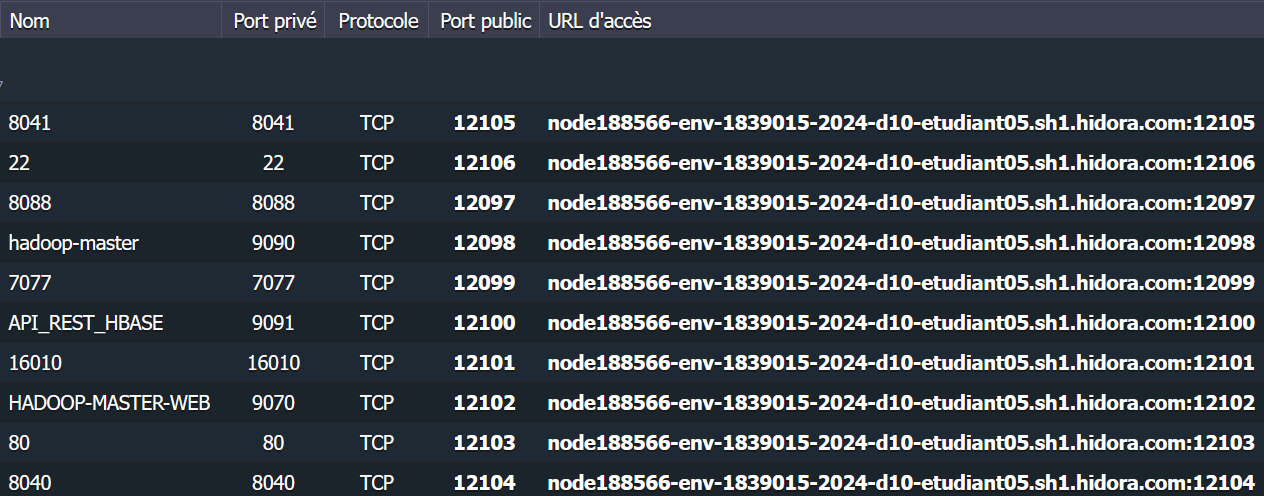 Nom Port privé Protocole Port public URL d'accès
8041 8041 TCP 12105 node188566-env-1839015-2024-d10-etudiant05.sh1.hidora.com:12105
22 22 TCP 12106 node188566-env-1839015-2024-d10-etudiant05.sh1.hidora.com:12106
8088 8088 TCP 12097 node188566-env-1839015-2024-d10-etudiant05.sh1.hidora.com:12097
hadoop-master 9090 TCP 12098 node188566-env-1839015-2024-d10-etudiant05.sh1.hidora.com:12098
7077 7077 TCP 12099 node188566-env-1839015-2024-d10-etudiant05.sh1.hidora.com:12099
API_REST_HBASE 9091 TCP 12100 node188566-env-1839015-2024-d10-etudiant05.sh1.hidora.com:12100
16010 16010 TCP 12101 node188566-env-1839015-2024-d10-etudiant05.sh1.hidora.com:12101
HADOOP-MASTER-WEB 9070 TCP 12102 node188566-env-1839015-2024-d10-etudiant05.sh1.hidora.com:12102
80 80 TCP 12103 node188566-env-1839015-2024-d10-etudiant05.sh1.hidora.com:12103
8040 8040 TCP 12104 node188566-env-1839015-2024-d10-etudiant05.sh1.hidora.com:12104